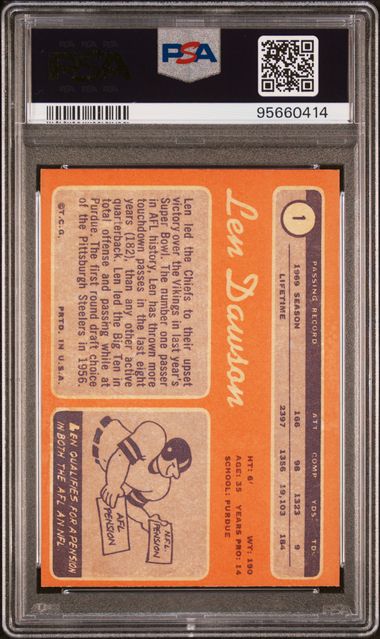 PSA
PSA
95660414
1
PASSING RECORD ATT COMP YDS TDS
1969 SEASON 166 98 1323 9
LIFETIME 2397 1356 19,103 184
Len Dawson
HT: 6' WT: 190
AGE: 35 YEARS PRO: 14
SCHOOL: PURDUE
Len led the Chiefs to their upset
victory over the Vikings in last year's
Super Bowl. The number one passer
in AFL history, Len has thrown more
touchdown passes in the last eight
years (182), than any other active
quarterback. Len led the Big Ten in
total offense and passing while at
Purdue. The first round draft choice
of the Pittsburgh Steelers in 1956.
©T.C.G. PRTD. IN U.S.A.
NFL
PENSION
AFL
PENSION
LEN QUALIFIES FOR A PENSION
IN BOTH THE AFL AN NFL.